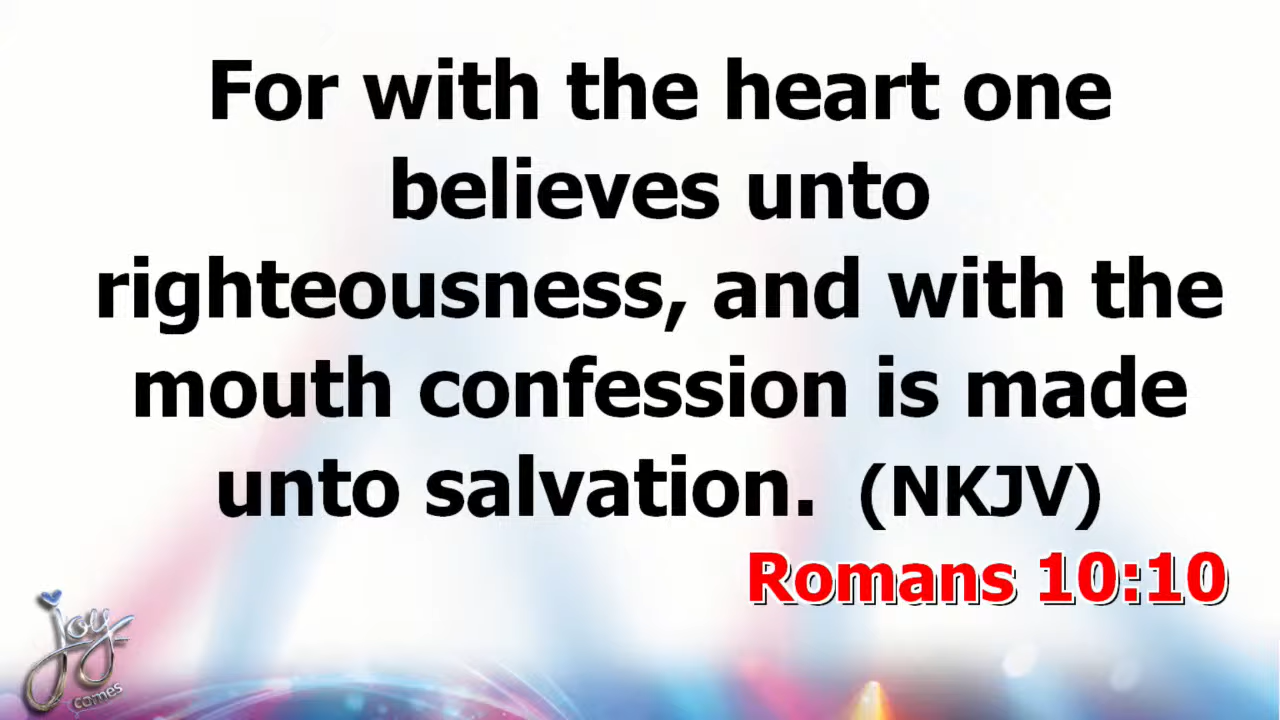 For with the heart one
believes unto
righteousness, and with the
mouth confession is made
unto salvation. (NKJV)
Romans 10:10
joy
comes